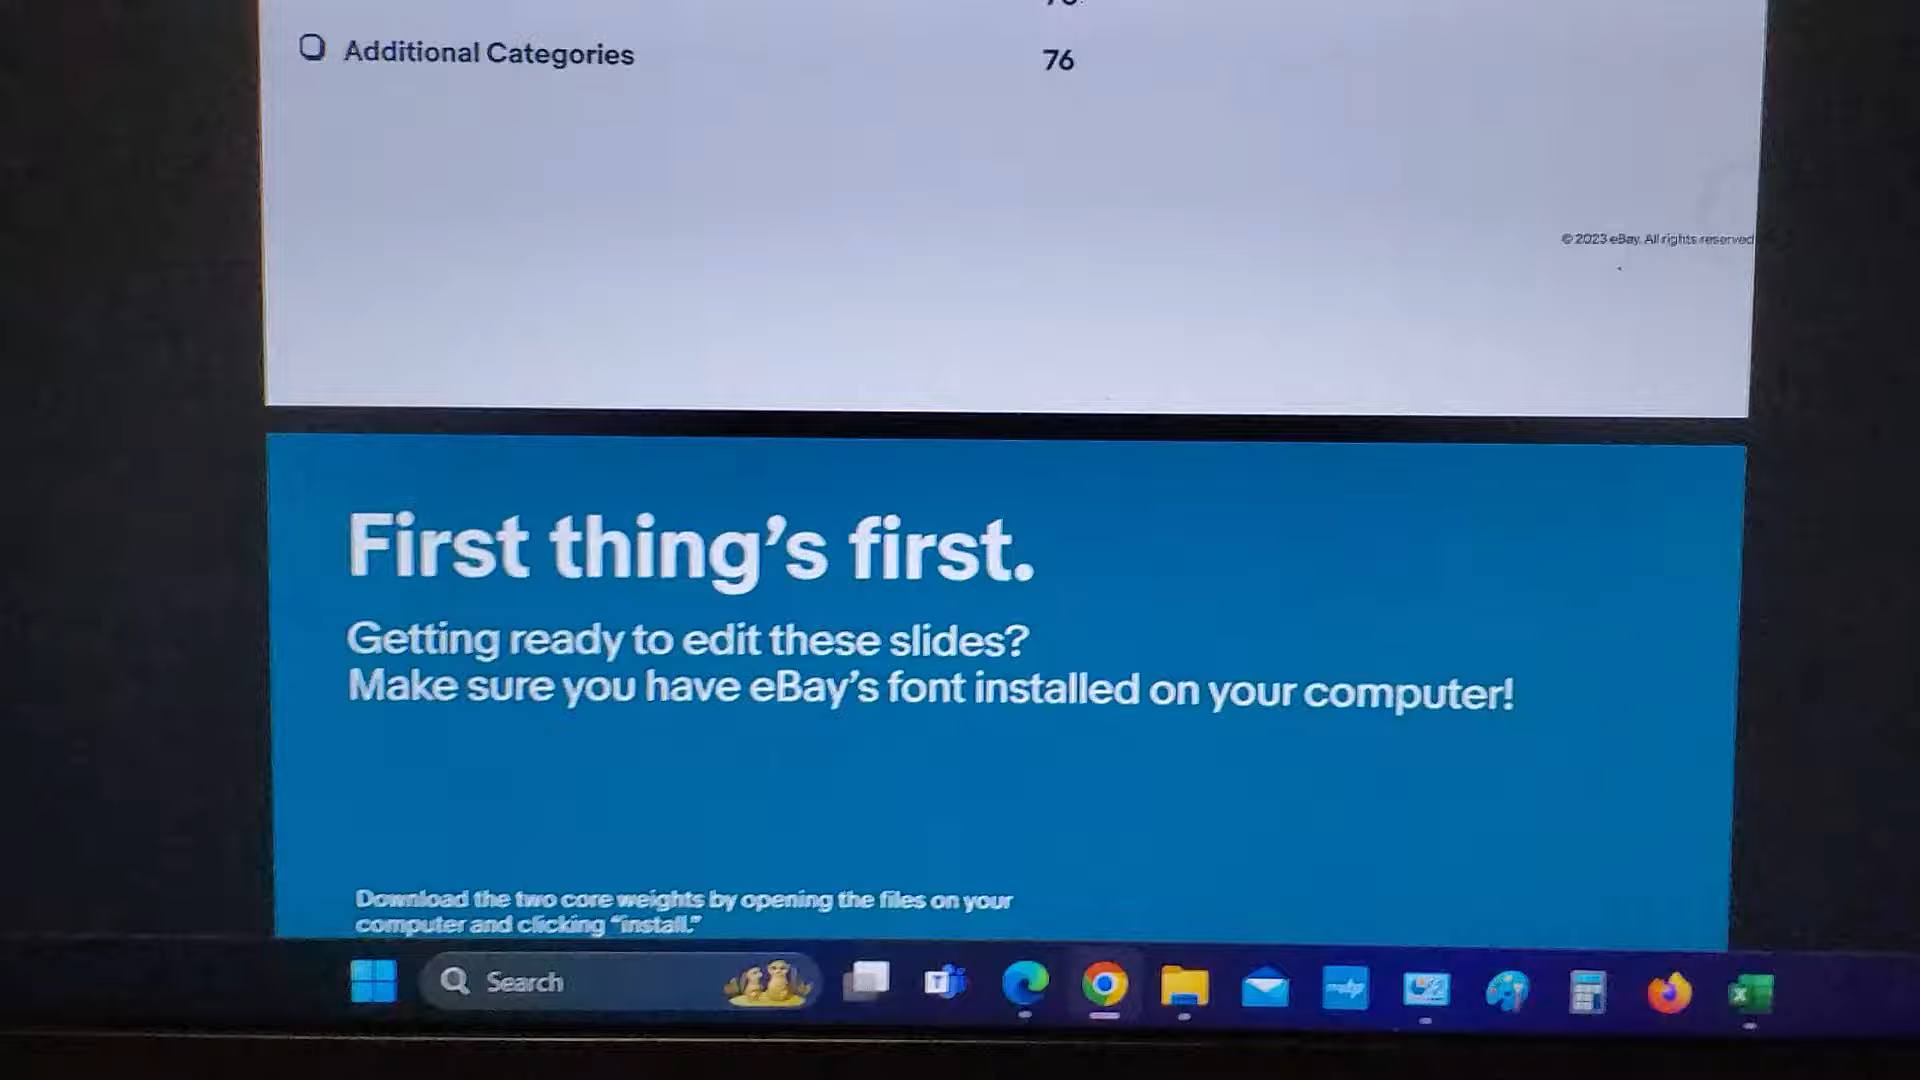 Additional Categories 76
© 2023 eBay. All rights reserved
First thing’s first.
Getting ready to edit these slides?
Make sure you have eBay’s font installed on your computer!
Download the two core weights by opening the files on your
computer and clicking “install.”
Search